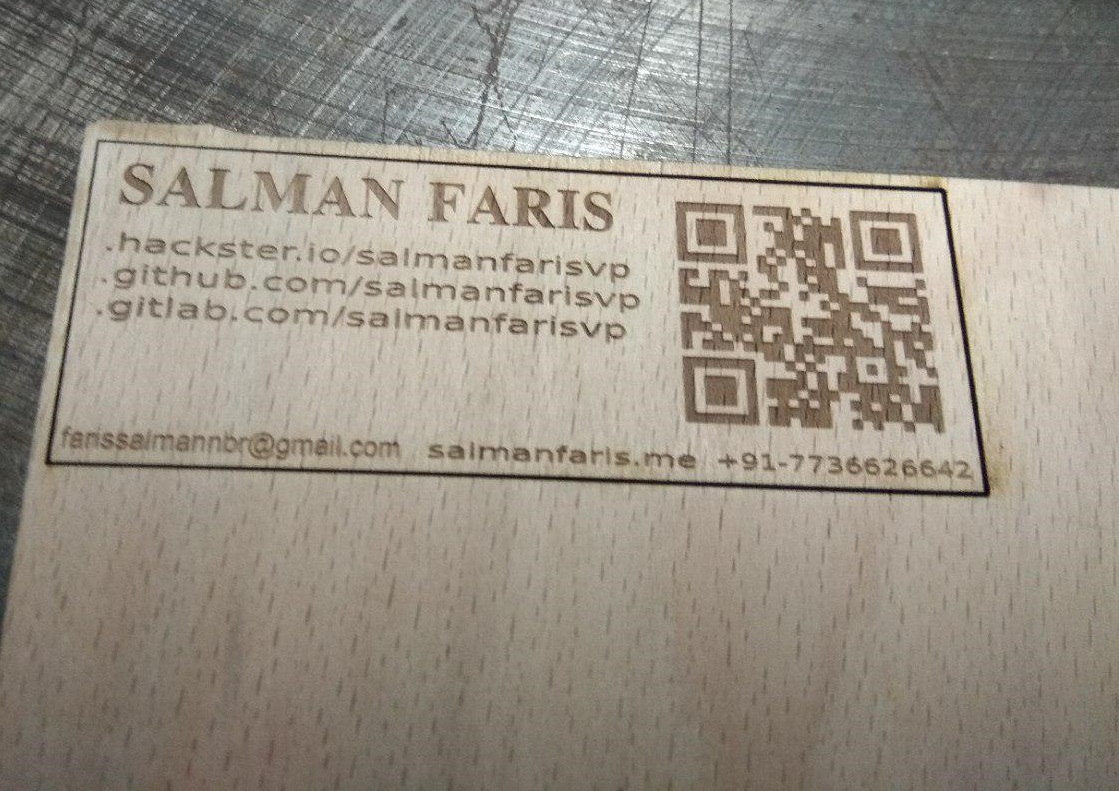 SALMAN FARIS
.hackster.io/salmanfarisvp
.github.com/salmanfarisvp
.gitlab.com/salmanfarisvp
farissalmannbr@gmail.com salmanfaris.me +91-7736626642